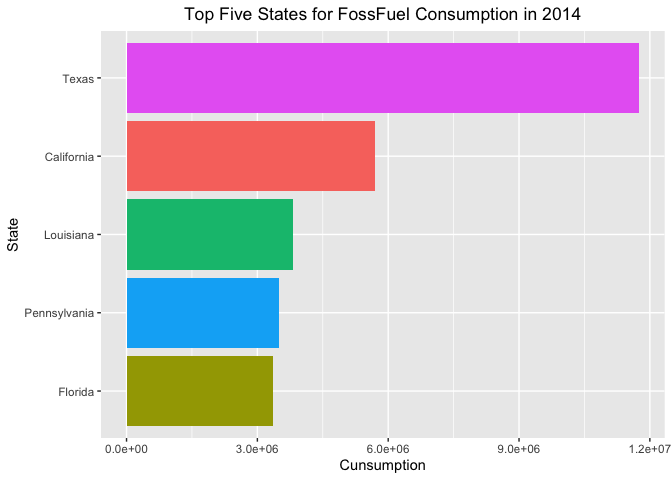 Top Five States for FossFuel Consumption in 2014
State
Texas
California
Louisiana
Pennsylvania
Florida
0.0e+00 3.0e+06 6.0e+06 9.0e+06 1.2e+07
Cunsumption